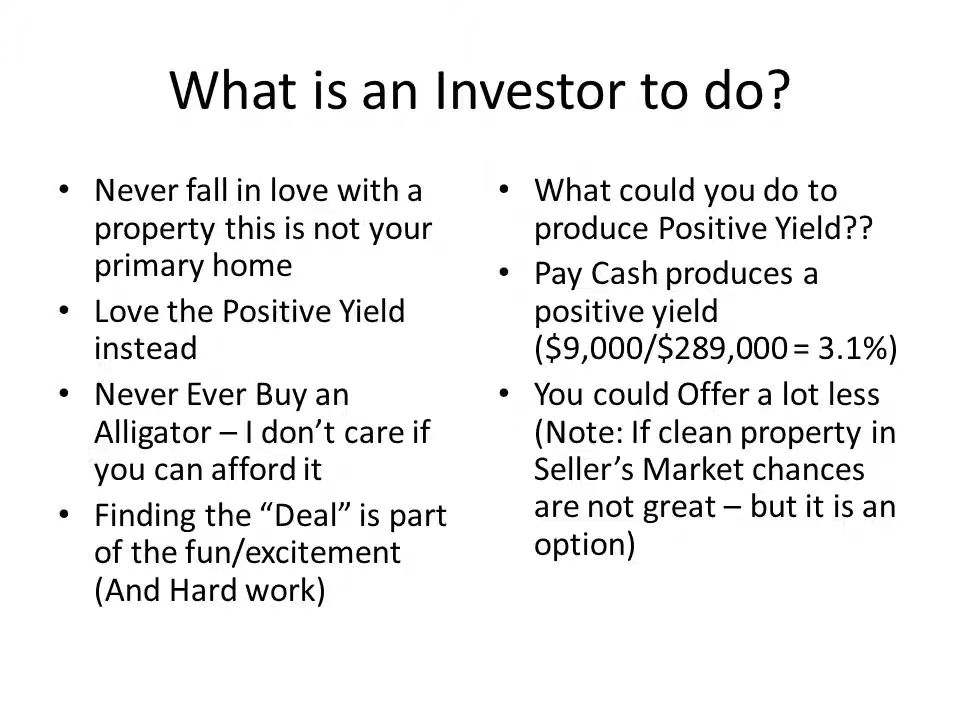 What is an Investor to do?
• Never fall in love with a
property this is not your
primary home
• Love the Positive Yield
instead
• Never Ever Buy an
Alligator – I don’t care if
you can afford it
• Finding the “Deal” is part
of the fun/excitement
(And Hard work)
• What could you do to
produce Positive Yield??
• Pay Cash produces a
positive yield
($9,000/$289,000 = 3.1%)
• You could Offer a lot less
(Note: If clean property in
Seller’s Market chances
are not great – but it is an
option)